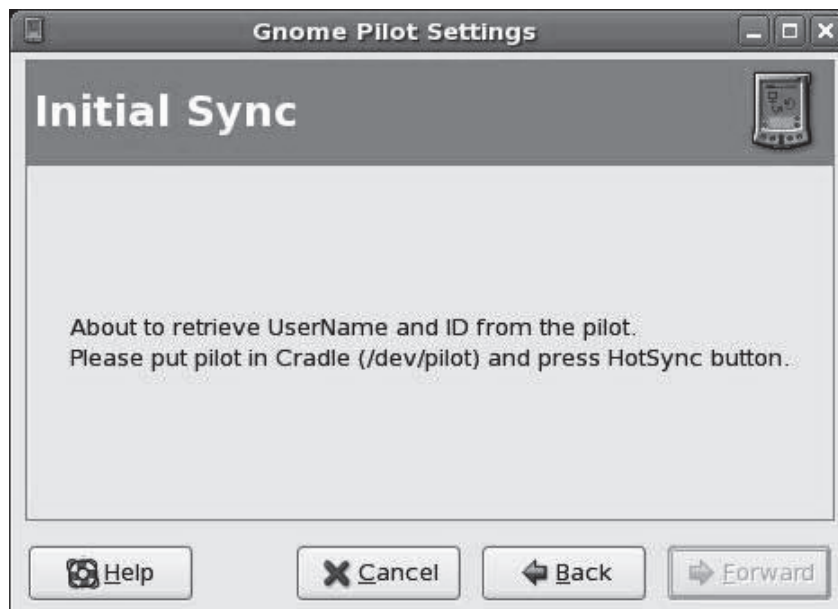 Gnome Pilot Settings
Initial Sync
About to retrieve UserName and ID from the pilot.
Please put pilot in Cradle (/dev/pilot) and press HotSync button.
Help
Cancel
Back
Forward